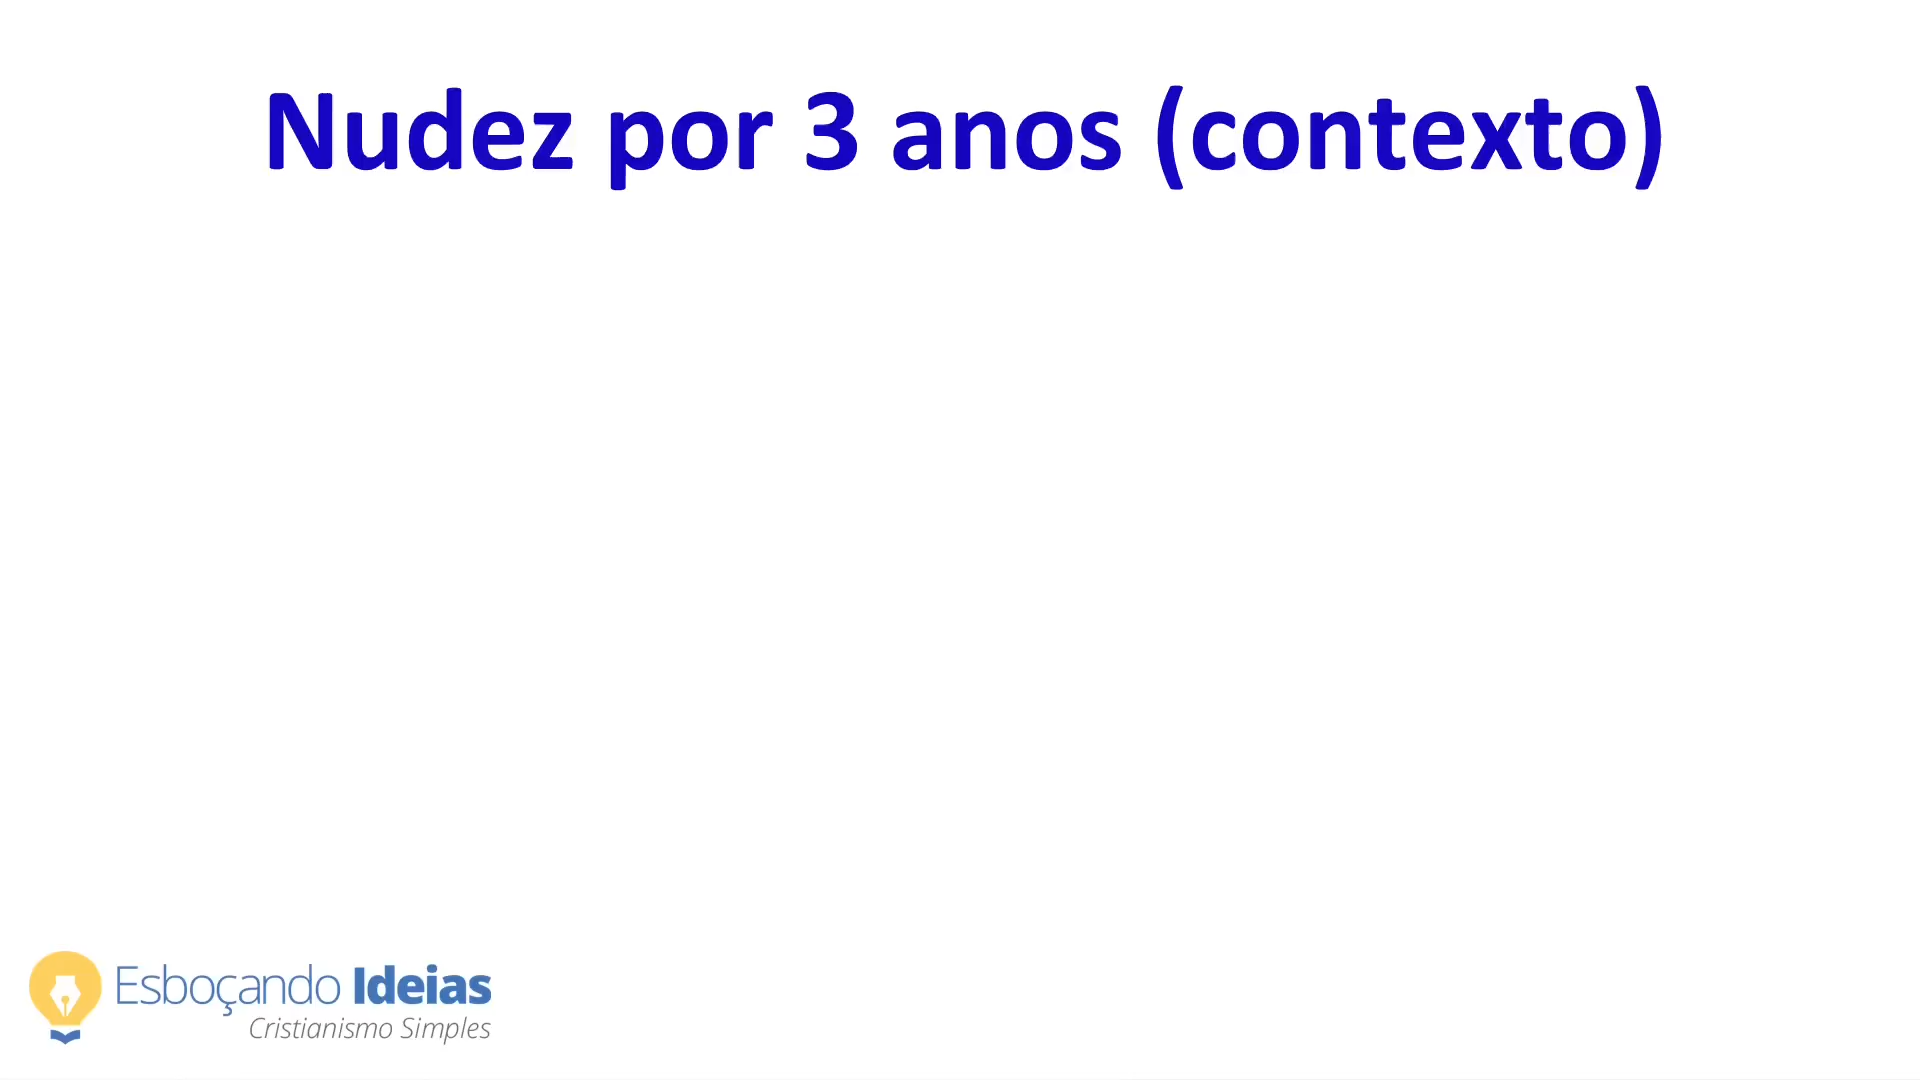 Nudez por 3 anos (contexto)
Esboçando Ideias
Cristianismo Simples